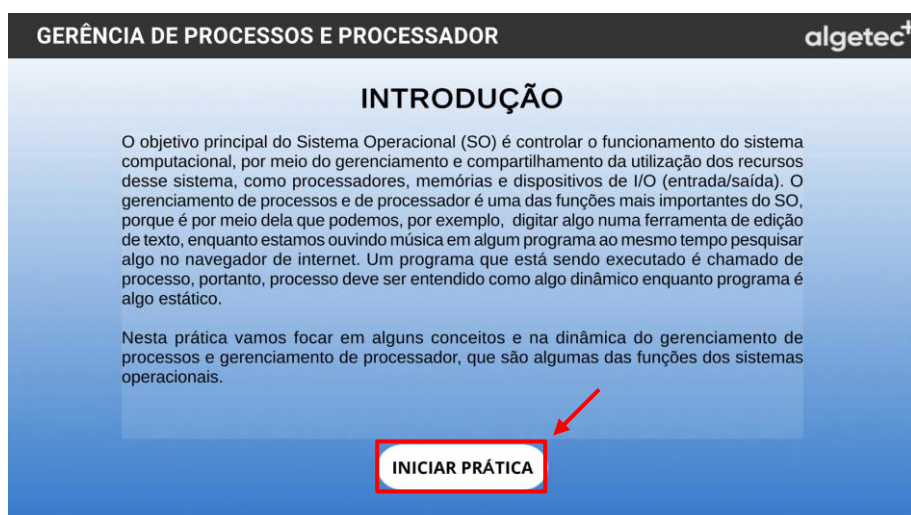 GERÊNCIA DE PROCESSOS E PROCESSADOR
algetec+
INTRODUÇÃO
O objetivo principal do Sistema Operacional (SO) é controlar o funcionamento do sistema
computacional, por meio do gerenciamento e compartilhamento da utilização dos recursos
desse sistema, como processadores, memórias e dispositivos de I/O (entrada/saída). O
gerenciamento de processos e de processador é uma das funções mais importantes do SO,
porque é por meio dela que podemos, por exemplo, digitar algo numa ferramenta de edição
de texto, enquanto estamos ouvindo música em algum programa ao mesmo tempo pesquisar
algo no navegador de internet. Um programa que está sendo executado é chamado de
processo, portanto, processo deve ser entendido como algo dinâmico enquanto programa é
algo estático.
Nesta prática vamos focar em alguns conceitos e na dinâmica do gerenciamento de
processos e gerenciamento de processador, que são algumas das funções dos sistemas
operacionais.
INICIAR PRÁTICA